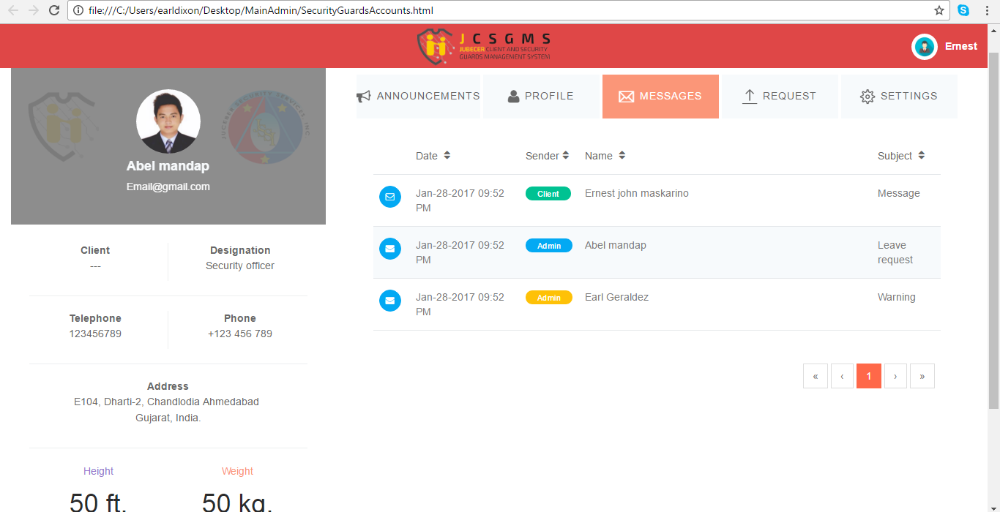 file:///C:/Users/earldixon/Desktop/MainAdmin/SecurityGuardsAccounts.html
J C S G M S
JUBECER CLIENT AND SECURITY
GUARDS MANAGEMENT SYSTEM
Ernest
Abel mandap
Email@gmail.com
Client
---
Designation
Security officer
Telephone
123456789
Phone
+123 456 789
Address
E104, Dharti-2, Chandlodia Ahmedabad
Gujarat, India.
Height
50 ft.
Weight
50 kg.
ANNOUNCEMENTS PROFILE MESSAGES REQUEST SETTINGS
Date Sender Name Subject
Jan-28-2017 09:52
PM
Client
Ernest john maskarino
Message
Jan-28-2017 09:52
PM
Admin
Abel mandap
Leave
request
Jan-28-2017 09:52
PM
Admin
Earl Geraldez
Warning
« ‹ 1 › »